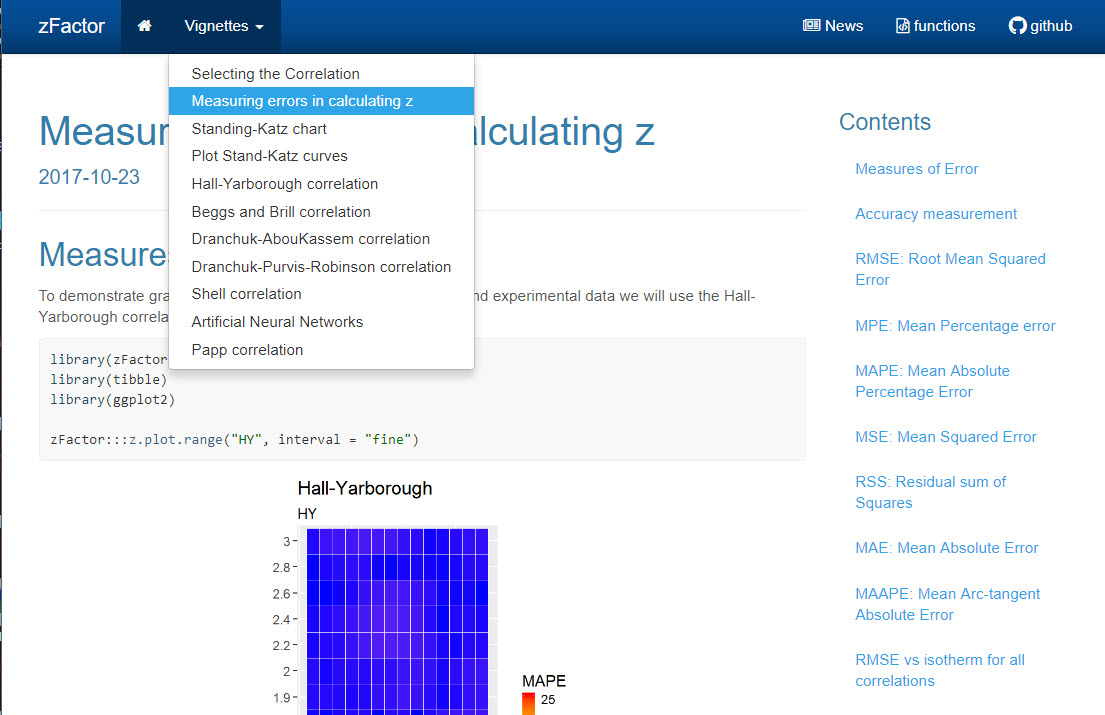 zFactor
Vignettes
News
functions
github
Selecting the Correlation
Measuring errors in calculating z
Standing-Katz chart
Plot Stand-Katz curves
Hall-Yarborough correlation
Beggs and Brill correlation
Dranchuk-AbouKassem correlation
Dranchuk-Purvis-Robinson correlation
Shell correlation
Artificial Neural Networks
Papp correlation
Measur alculating z
2017-10-23
Measures
To demonstrate gra nd experimental data we will use the Hall-
Yarborough correla
library(zFactor
library(tibble)
library(ggplot2)
zFactor:::z.plot.range("HY", interval = "fine")
Hall-Yarborough
HY
3
2.8
2.6
2.4
2.2
2
1.9
MAPE
25
Contents
Measures of Error
Accuracy measurement
RMSE: Root Mean Squared
Error
MPE: Mean Percentage error
MAPE: Mean Absolute
Percentage Error
MSE: Mean Squared Error
RSS: Residual sum of
Squares
MAE: Mean Absolute Error
MAAPE: Mean Arc-tangent
Absolute Error
RMSE vs isotherm for all
correlations